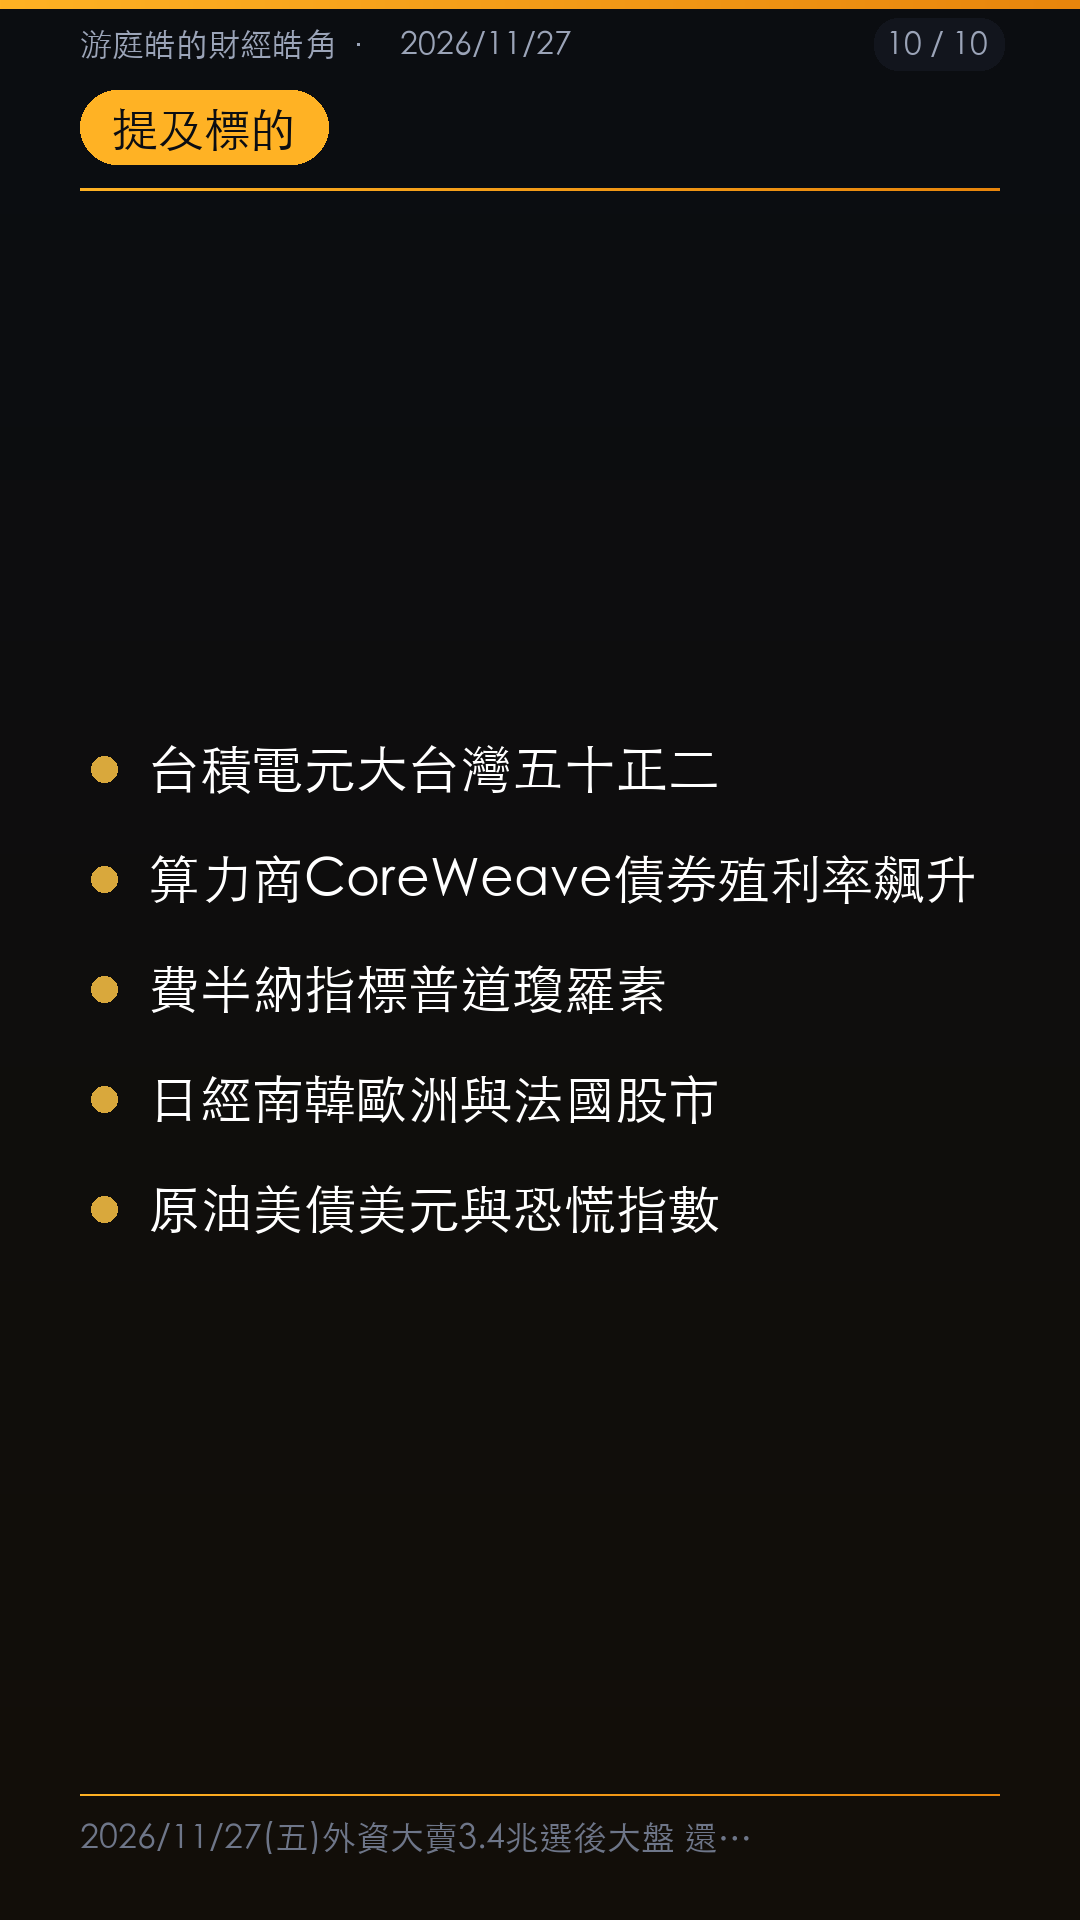 游庭皓的財經皓角 · 2026/11/27
10 / 10
提及標的
台積電元大台灣五十正二
算力商CoreWeave債券殖利率飆升
費半納指標普道瓊羅素
日經南韓歐洲與法國股市
原油美債美元與恐慌指數
2026/11/27(五)外資大賣3.4兆選後大盤 還…